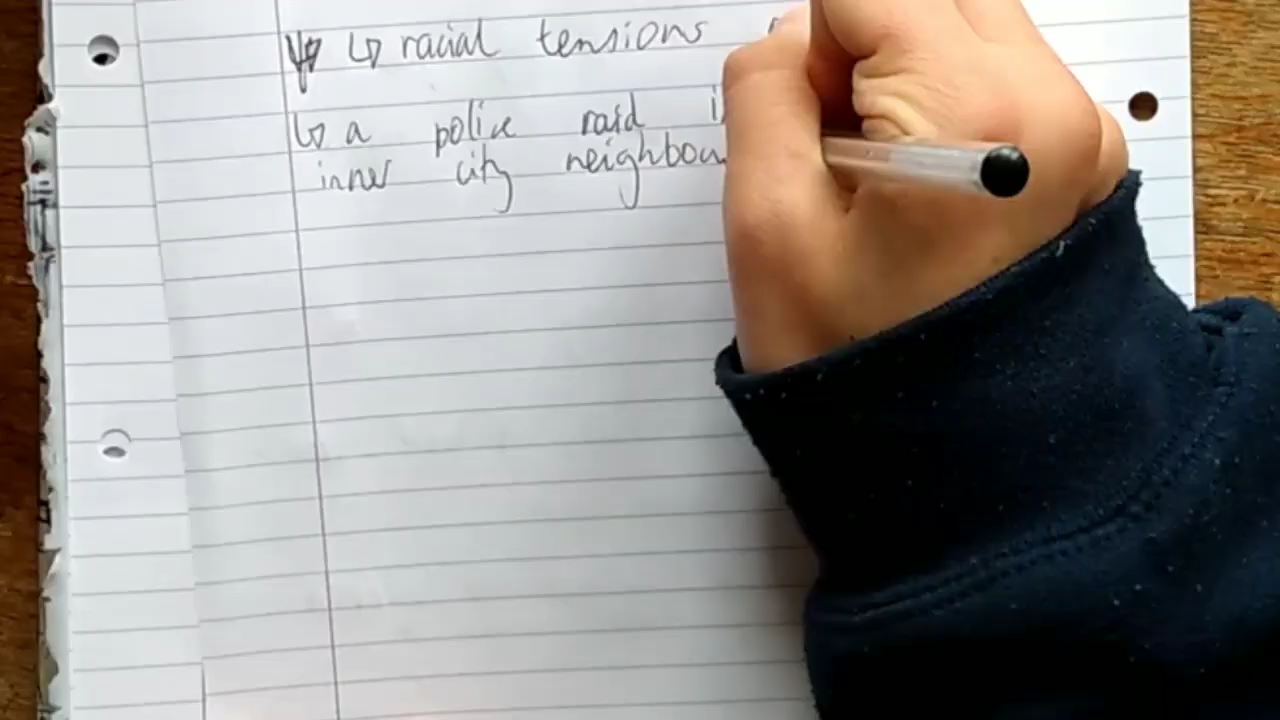 ↳ racial tensions
↳ a police raid i
inner city neighbou